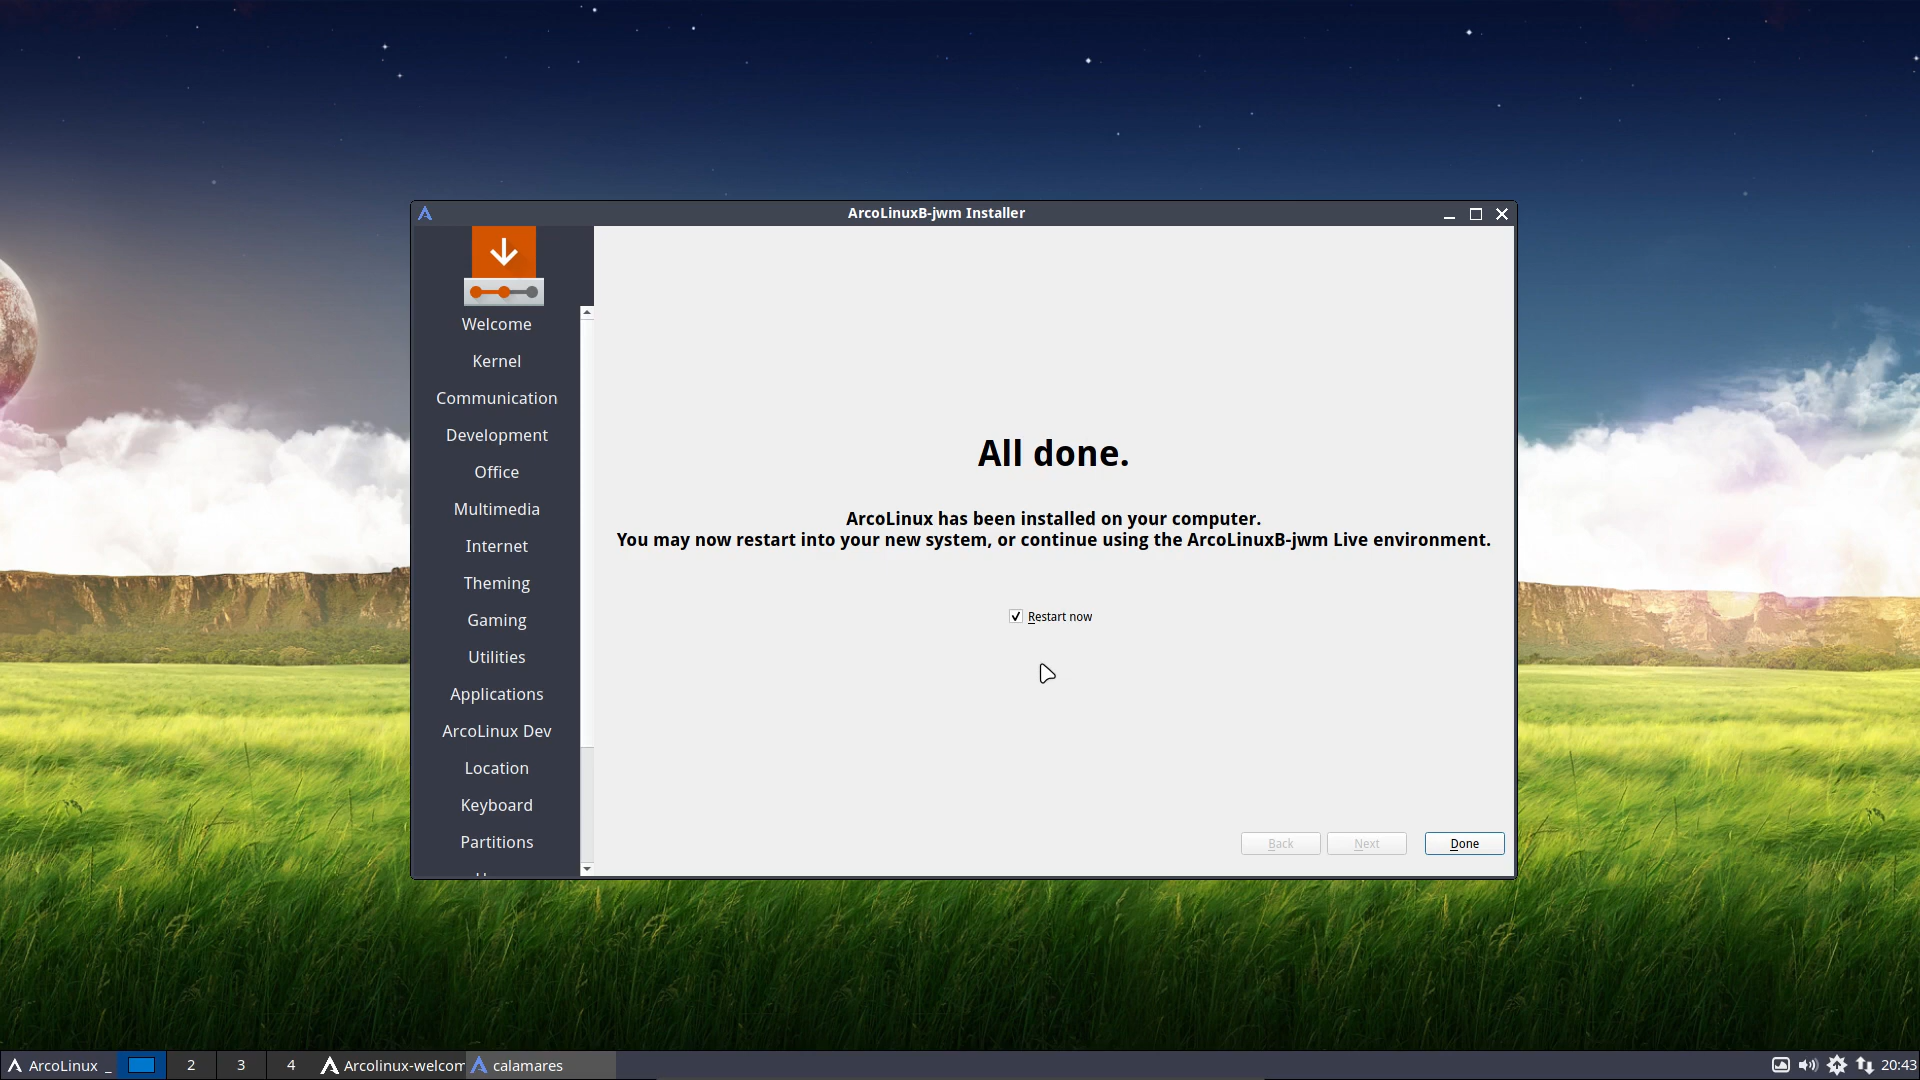 ArcoLinuxB-jwm Installer
Welcome
Kernel
Communication
Development
Office
Multimedia
Internet
Theming
Gaming
Utilities
Applications
ArcoLinux Dev
Location
Keyboard
Partitions
All done.
ArcoLinux has been installed on your computer.
You may now restart into your new system, or continue using the ArcoLinuxB-jwm Live environment.
Restart now
Back
Next
Done
ArcoLinux _
2
3
4
Arcolinux-welcom
calamares
20:43